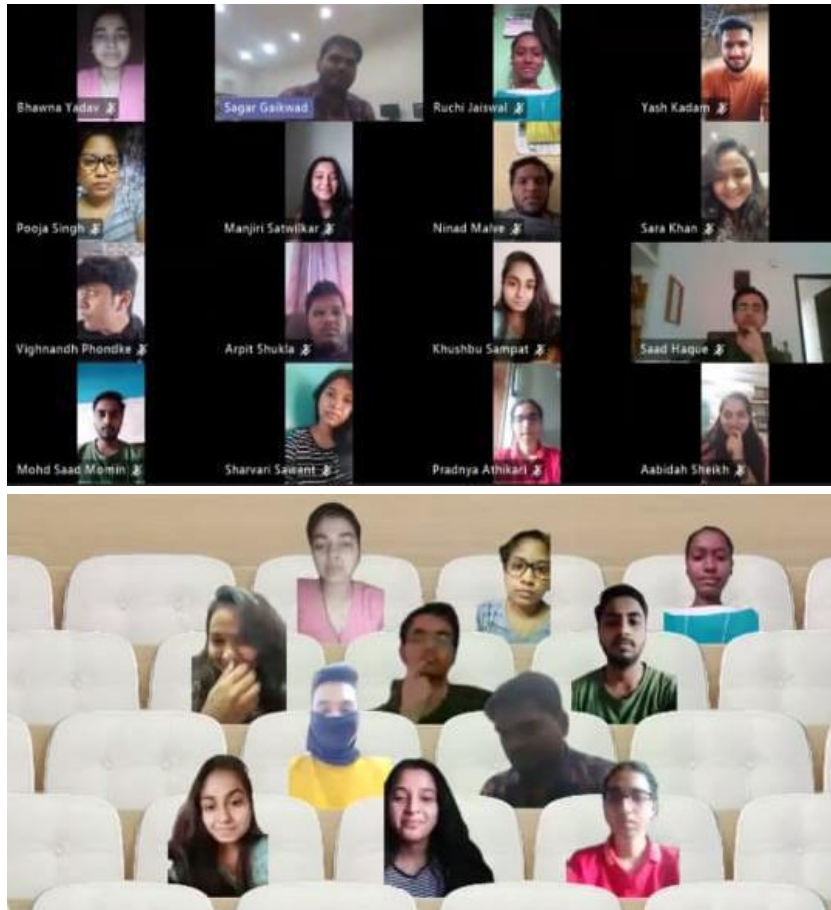 Bhawna Yadav
Sagar Gaikwad
Ruchi Jaiswal
Yash Kadam
Pooja Singh
Manjiri Satwilkar
Ninad Malve
Sara Khan
Vighnandh Phondke
Arpit Shukla
Khushbu Sampat
Saad Haque
Mohd Saad Momin
Sharvari Sawant
Pradnya Athikari
Aabidah Sheikh